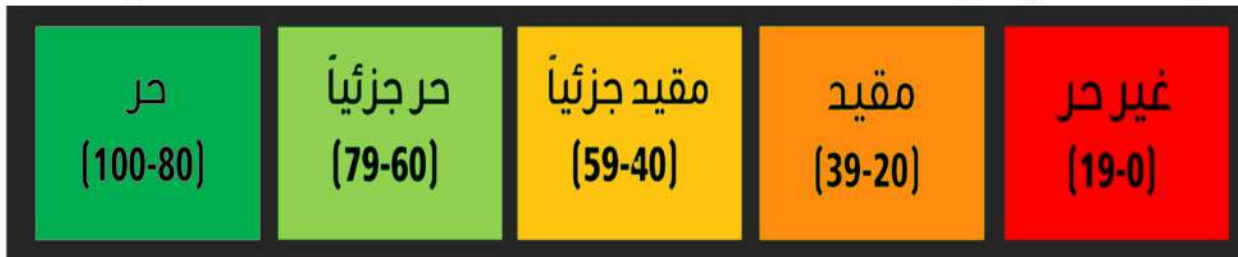 غير حر
(19-0)
مقيد
(39-20)
مقيد جزئياً
(59-40)
حر جزئياً
(79-60)
حر
(100-80)